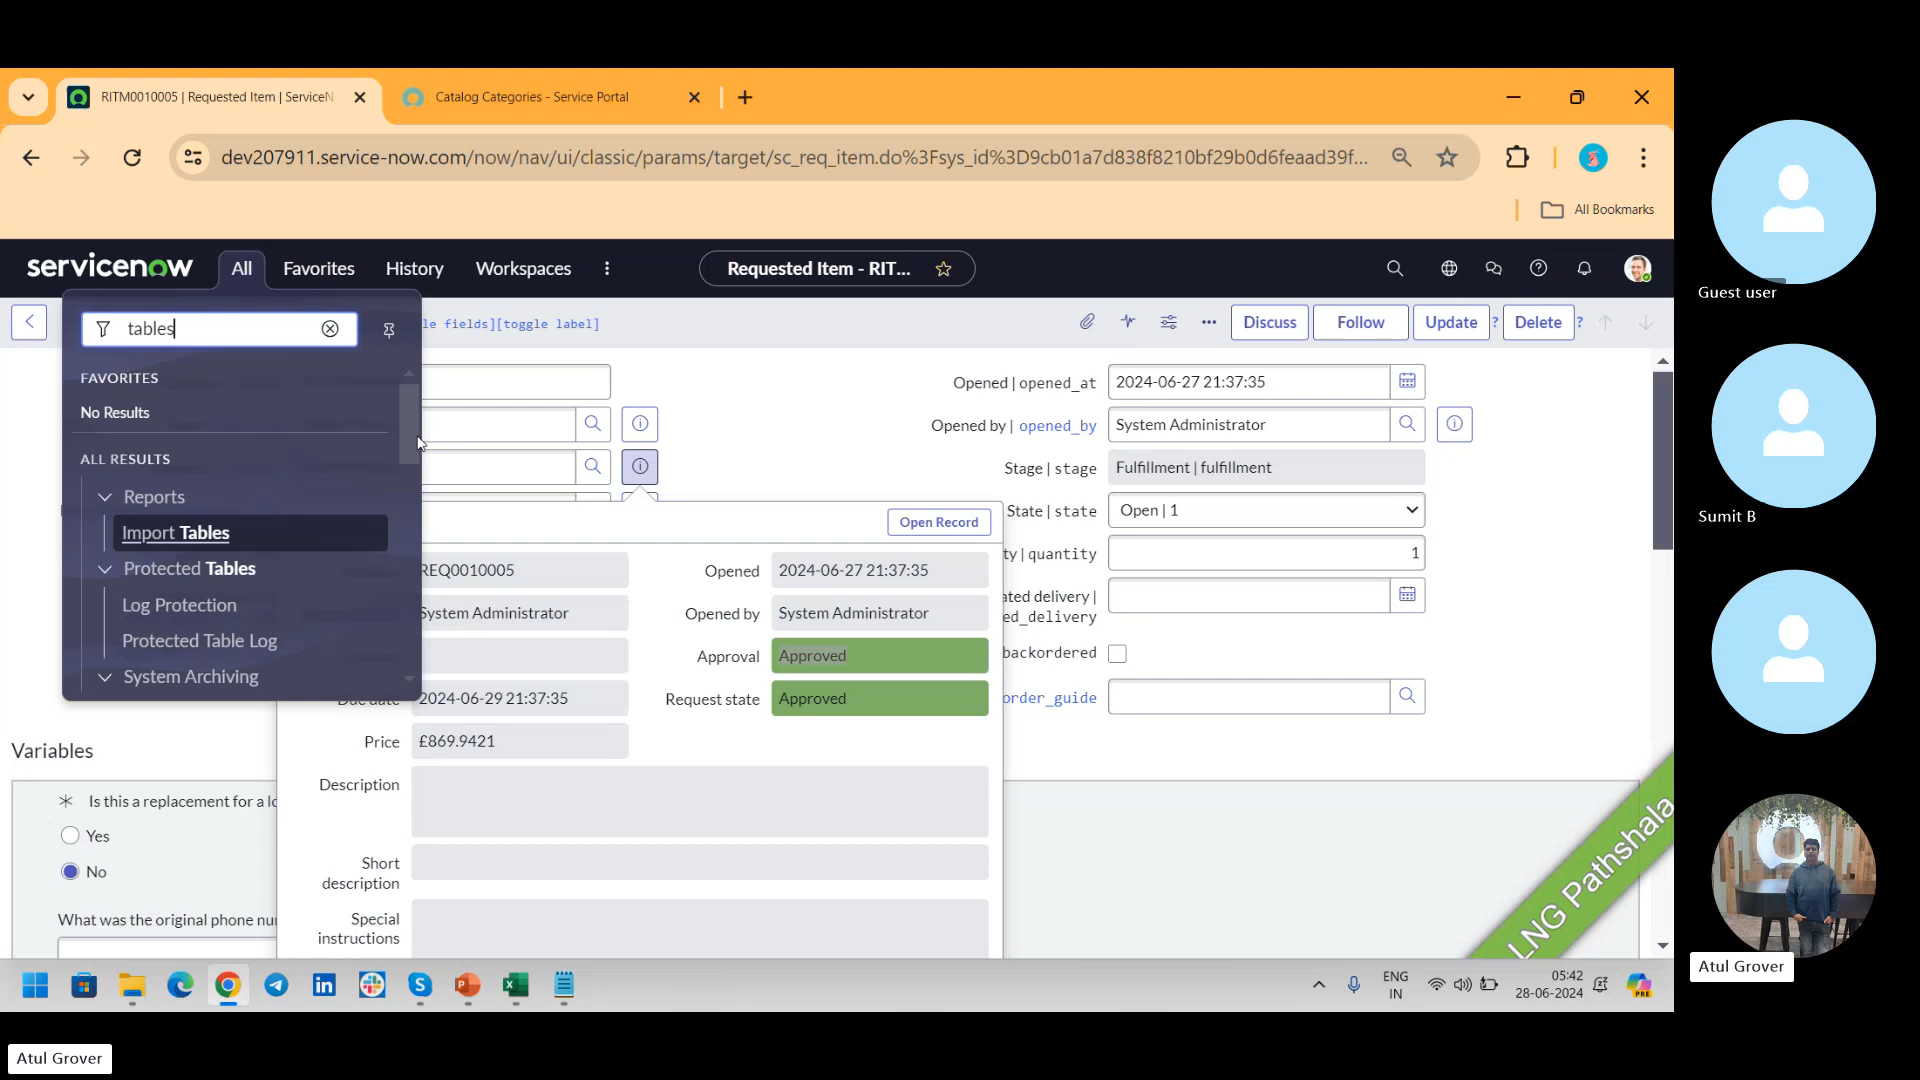 RITM0010005 | Requested Item | ServiceN
Catalog Categories - Service Portal
dev207911.service-now.com/now/nav/ui/classic/params/target/sc_req_item.do%3Fsys_id%3D9cb01a7d838f8210bf29b0d6feaad39f...
All Bookmarks
servicenow
All
Favorites
History
Workspaces
Requested Item - RIT...
le fields][toggle label]
Discuss
Follow
Update
?
Delete
?
tables
FAVORITES
No Results
ALL RESULTS
Reports
Import Tables
Protected Tables
Log Protection
Protected Table Log
System Archiving
Opened | opened_at
2024-06-27 21:37:35
Opened by | opened_by
System Administrator
Stage | stage
Fulfillment | fulfillment
State | state
Open | 1
ty | quantity
1
ated delivery |
ed_delivery
backordered
order_guide
Open Record
REQ0010005
Opened
2024-06-27 21:37:35
System Administrator
Opened by
System Administrator
Approval
Approved
Due date
2024-06-29 21:37:35
Request state
Approved
Price
£869.9421
Description
Short
description
Special
instructions
Variables
Is this a replacement for a lo
Yes
No
What was the original phone nu
LNG Pathshala
ENG
IN
05:42
28-06-2024
PRE
Guest user
Sumit B
Atul Grover
Atul Grover